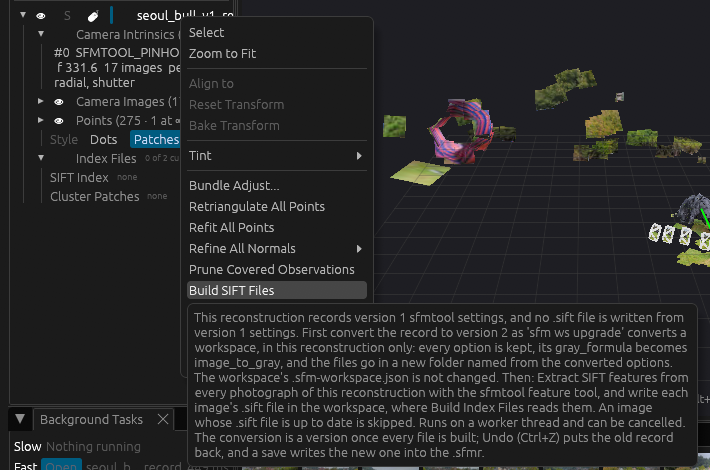 S seoul_bull_v1_re
Camera Intrinsics (
#0 SFMTOOL_PINHO
f 331.6 17 images pe
radial, shutter
Camera Images (1
Points (275 · 1 at ∞
Style Dots Patches
Index Files 0 of 2 cu
SIFT Index none
Cluster Patches none
Select
Zoom to Fit
Align to
Reset Transform
Bake Transform
Tint
Bundle Adjust...
Retriangulate All Points
Refit All Points
Refine All Normals
Prune Covered Observations
Build SIFT Files
This reconstruction records version 1 sfmtool settings, and no .sift file is written from
version 1 settings. First convert the record to version 2 as 'sfm ws upgrade' converts a
workspace, in this reconstruction only: every option is kept, its gray_formula becomes
image_to_gray, and the files go in a new folder named from the converted options.
The workspace's .sfm-workspace.json is not changed. Then: Extract SIFT features from
every photograph of this reconstruction with the sfmtool feature tool, and write each
image's .sift file in the workspace, where Build Index Files reads them. An image
whose .sift file is up to date is skipped. Runs on a worker thread and can be cancelled.
The conversion is a version once every file is built; Undo (Ctrl+Z) puts the old record
back, and a save writes the new one into the .sfmr.
Background Tasks
Slow Nothing running
Fast Open seoul_b